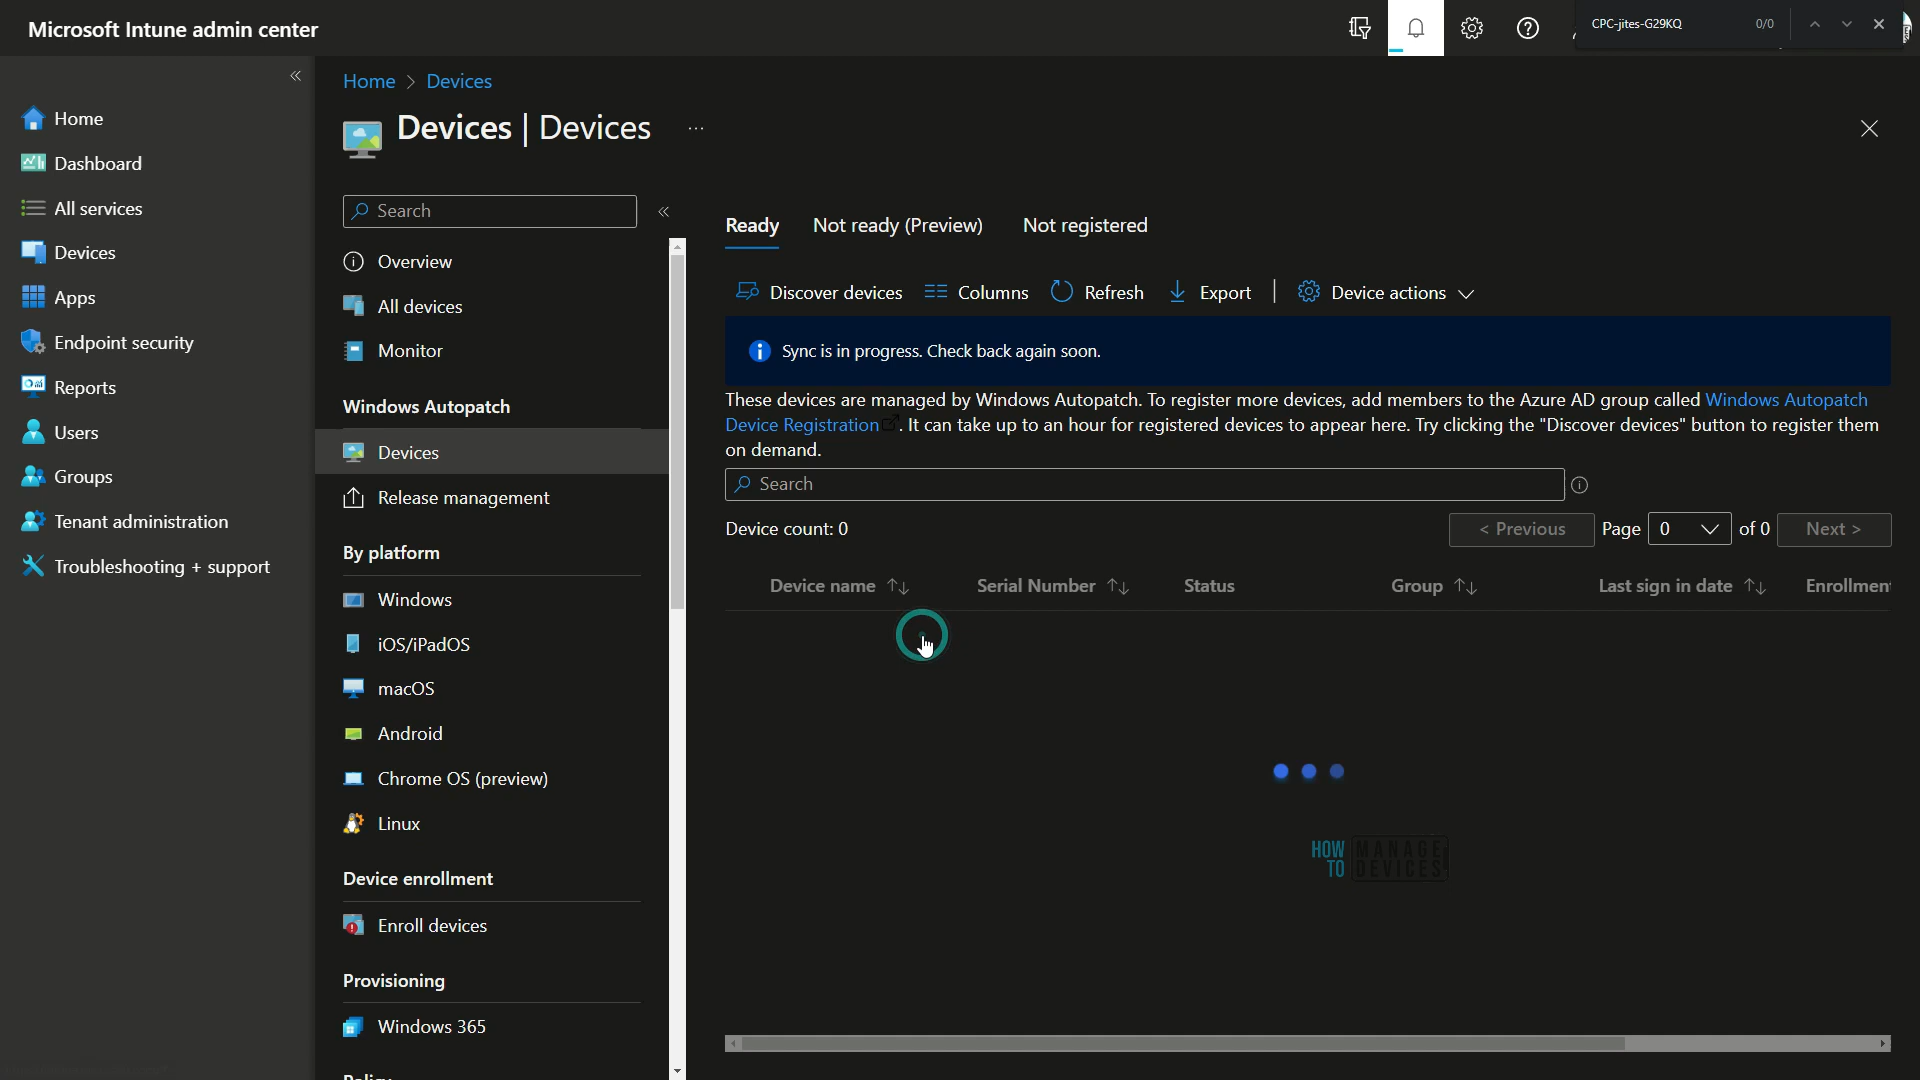 Microsoft Intune admin center
CPC-jites-G29KQ 0/0
Home
Dashboard
All services
Devices
Apps
Endpoint security
Reports
Users
Groups
Tenant administration
Troubleshooting + support
Home > Devices
Devices | Devices ...
Search
Overview
All devices
Monitor
Windows Autopatch
Devices
Release management
By platform
Windows
iOS/iPadOS
macOS
Android
Chrome OS (preview)
Linux
Device enrollment
Enroll devices
Provisioning
Windows 365
Ready Not ready (Preview) Not registered
Discover devices Columns Refresh Export Device actions
Sync is in progress. Check back again soon.
These devices are managed by Windows Autopatch. To register more devices, add members to the Azure AD group called Windows Autopatch
Device Registration. It can take up to an hour for registered devices to appear here. Try clicking the "Discover devices" button to register them
on demand.
Search
Device count: 0 < Previous Page 0 of 0 Next >
Device name Serial Number Status Group Last sign in date Enrollmen
HOW MANAGE
TO DEVICES